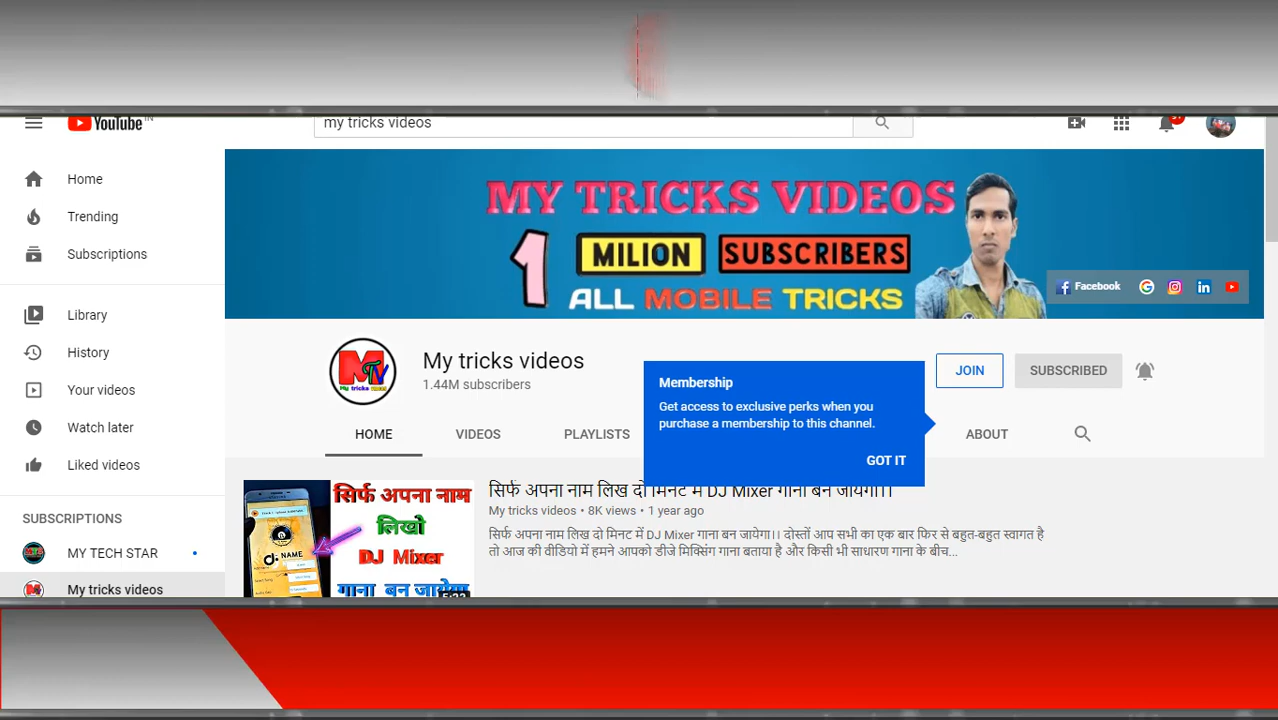 YouTube IN
my tricks videos
Home
Trending
Subscriptions
Library
History
Your videos
Watch later
Liked videos
SUBSCRIPTIONS
MY TECH STAR
My tricks videos
MY TRICKS VIDEOS
1 MILION SUBSCRIBERS
ALL MOBILE TRICKS
Facebook
My tricks videos
1.44M subscribers
JOIN
SUBSCRIBED
Membership
Get access to exclusive perks when you
purchase a membership to this channel.
GOT IT
HOME
VIDEOS
PLAYLISTS
ABOUT
सिर्फ अपना नाम
लिखो
DJ Mixer
गाना बन जायेगा
NAME
5:22
सिर्फ अपना नाम लिख दो मिनट में DJ Mixer गाना बन जायेगा।।
My tricks videos • 8K views • 1 year ago
सिर्फ अपना नाम लिख दो मिनट में DJ Mixer गाना बन जायेगा।। दोस्तों आप सभी का एक बार फिर से बहुत-बहुत स्वागत है
तो आज की वीडियो में हमने आपको डीजे मिक्सिंग गाना बताया है और किसी भी साधारण गाना के बीच...